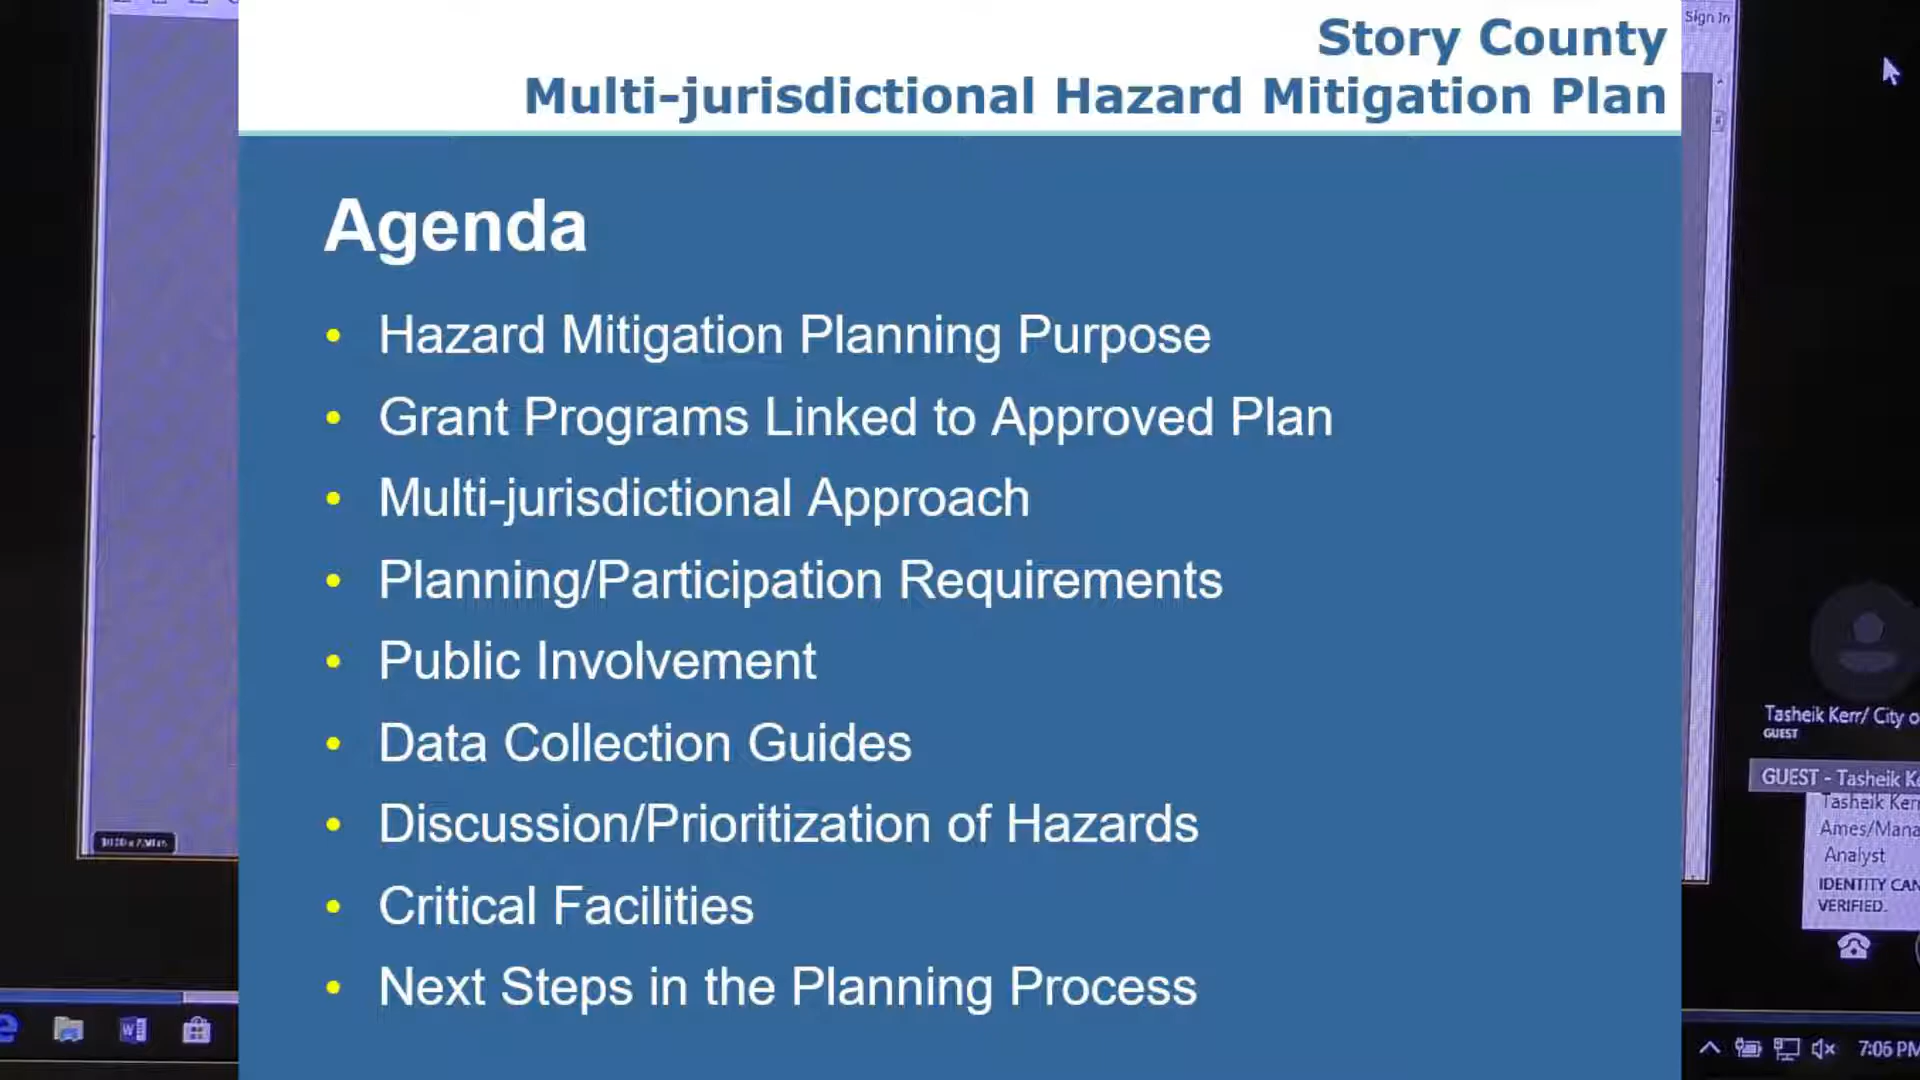 Story County
Multi-jurisdictional Hazard Mitigation Plan
Sign In
Agenda
• Hazard Mitigation Planning Purpose
• Grant Programs Linked to Approved Plan
• Multi-jurisdictional Approach
• Planning/Participation Requirements
• Public Involvement
• Data Collection Guides
• Discussion/Prioritization of Hazards
• Critical Facilities
• Next Steps in the Planning Process
Tasheik Kerr/ City o
GUEST
GUEST - Tasheik Ke
Tasheik Kerr
Ames/Mana
Analyst
IDENTITY CAN
VERIFIED.
7:06 PM